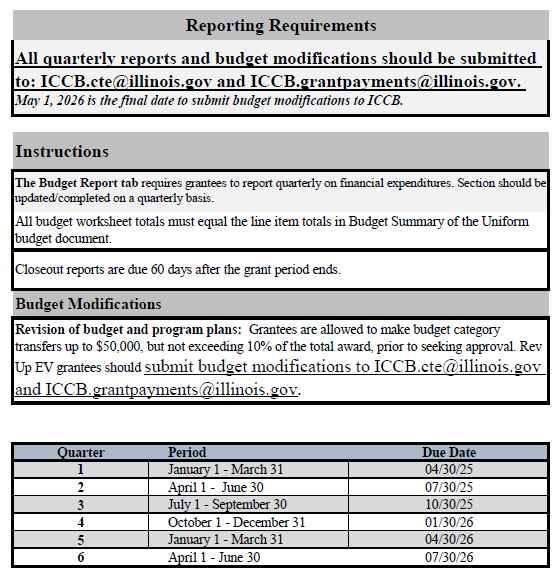 Reporting Requirements
All quarterly reports and budget modifications should be submitted
to: ICCB.cte@illinois.gov and ICCB.grantpayments@illinois.gov.
May 1, 2026 is the final date to submit budget modifications to ICCB.
Instructions
The Budget Report tab requires grantees to report quarterly on financial expenditures. Section should be
updated/completed on a quarterly basis.
All budget worksheet totals must equal the line item totals in Budget Summary of the Uniform
budget document.
Closeout reports are due 60 days after the grant period ends.
Budget Modifications
Revision of budget and program plans: Grantees are allowed to make budget category
transfers up to $50,000, but not exceeding 10% of the total award, prior to seeking approval. Rev
Up EV grantees should submit budget modifications to ICCB.cte@illinois.gov
and ICCB.grantpayments@illinois.gov.
Quarter Period Due Date
1 January 1 - March 31 04/30/25
2 April 1 - June 30 07/30/25
3 July 1 - September 30 10/30/25
4 October 1 - December 31 01/30/26
5 January 1 - March 31 04/30/26
6 April 1 - June 30 07/30/26